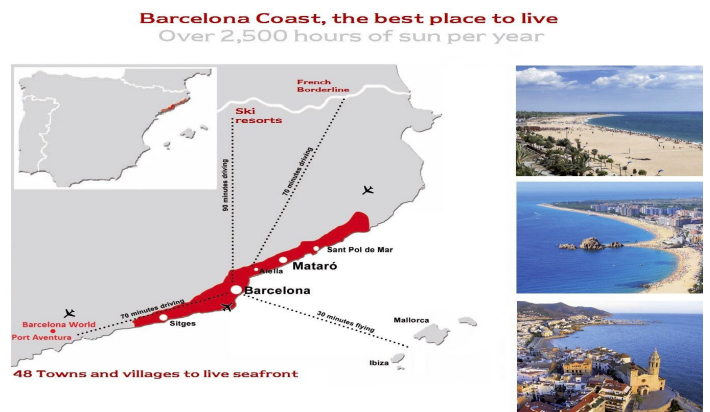 Barcelona Coast, the best place to live
Over 2,500 hours of sun per year
French
Borderline
Ski
resorts
90 minutes driving
70 minutes driving
Sant Pol de Mar
Mataró
Alella
Barcelona
70 minutes driving
30 minutes flying
Sitges
Mallorca
Barcelona World
Port Aventura
Ibiza
48 Towns and villages to live seafront